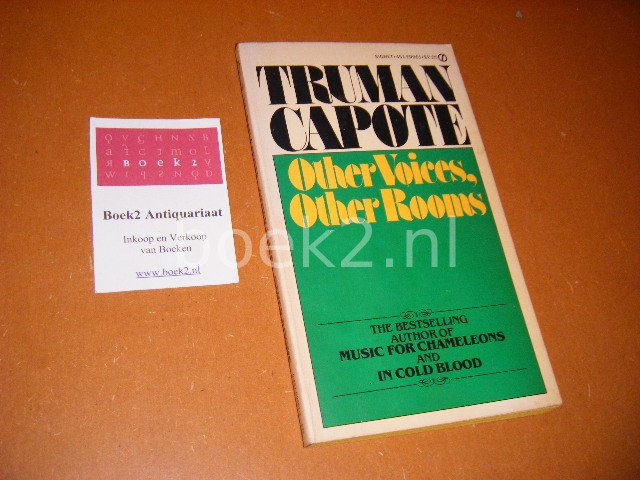 TRUMAN
CAPOTE
Other Voices,
Other Rooms
THE BESTSELLING
AUTHOR OF
MUSIC FOR CHAMELEONS
AND
IN COLD BLOOD
Boek2
Boek2 Antiquariaat
Inkoop en Verkoop
van Boeken
www.boek2.nl
boek2.nl